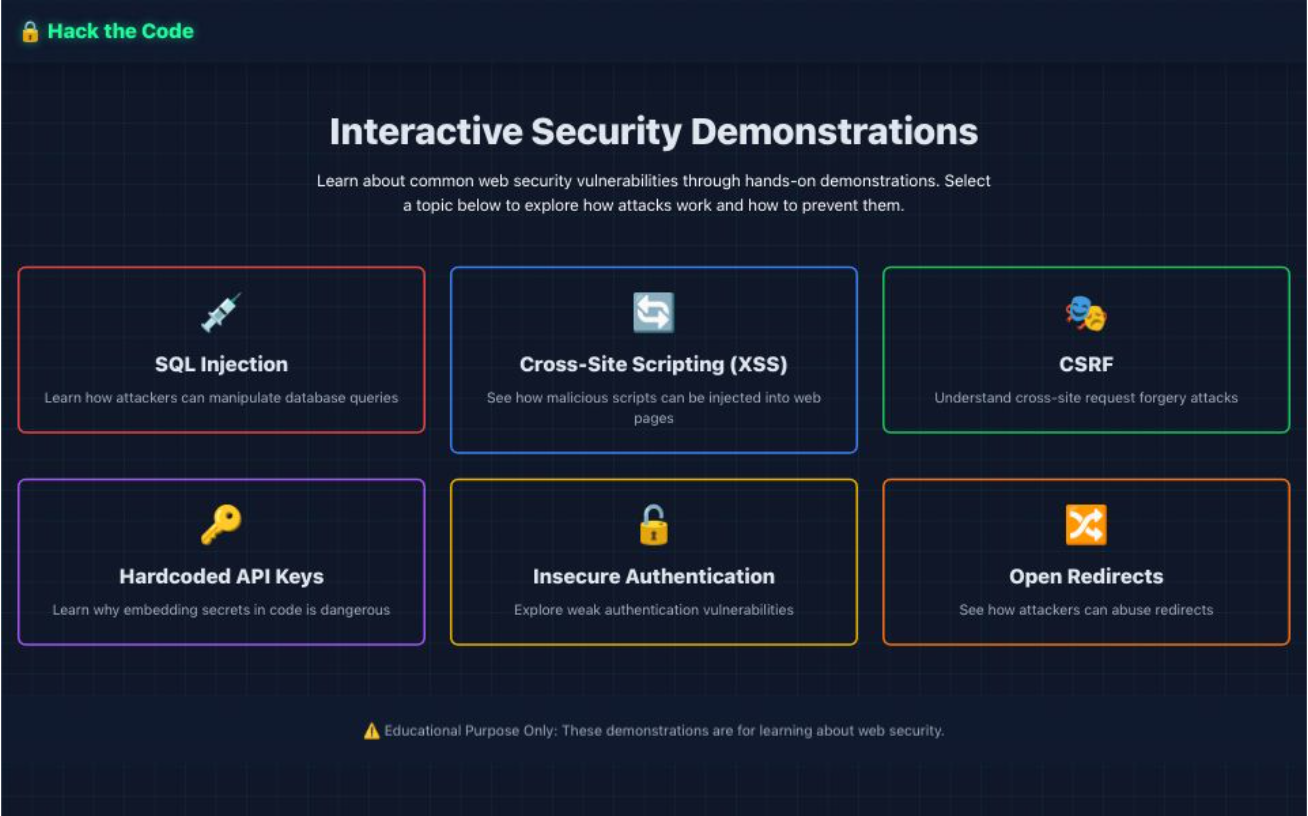 Hack the Code
Interactive Security Demonstrations
Learn about common web security vulnerabilities through hands-on demonstrations. Select
a topic below to explore how attacks work and how to prevent them.
SQL Injection
Learn how attackers can manipulate database queries
Cross-Site Scripting (XSS)
See how malicious scripts can be injected into web
pages
CSRF
Understand cross-site request forgery attacks
Hardcoded API Keys
Learn why embedding secrets in code is dangerous
Insecure Authentication
Explore weak authentication vulnerabilities
Open Redirects
See how attackers can abuse redirects
Educational Purpose Only: These demonstrations are for learning about web security.